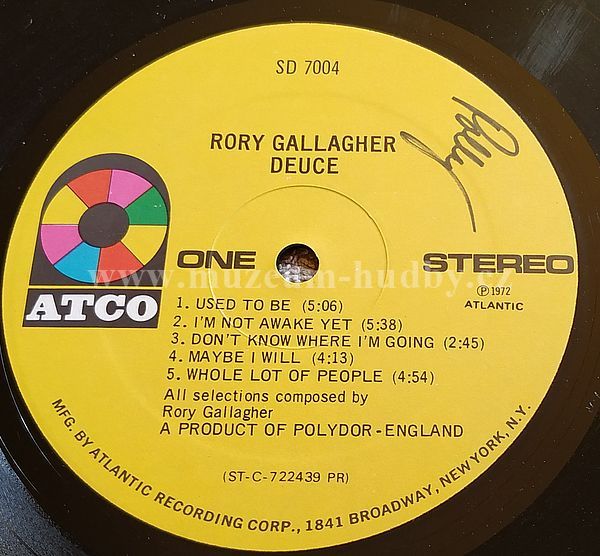 SD 7004
Rory
RORY GALLAGHER
DEUCE
ATCO
ONE
STEREO
www.muzeum-hudby.cz
℗ 1972
ATLANTIC
1. USED TO BE (5:06)
2. I'M NOT AWAKE YET (5:38)
3. DON'T KNOW WHERE I'M GOING (2:45)
4. MAYBE I WILL (4:13)
5. WHOLE LOT OF PEOPLE (4:54)
All selections composed by
Rory Gallagher
A PRODUCT OF POLYDOR-ENGLAND
(ST-C-722439 PR)
MFG. BY ATLANTIC RECORDING CORP., 1841 BROADWAY, NEW YORK, N.Y.